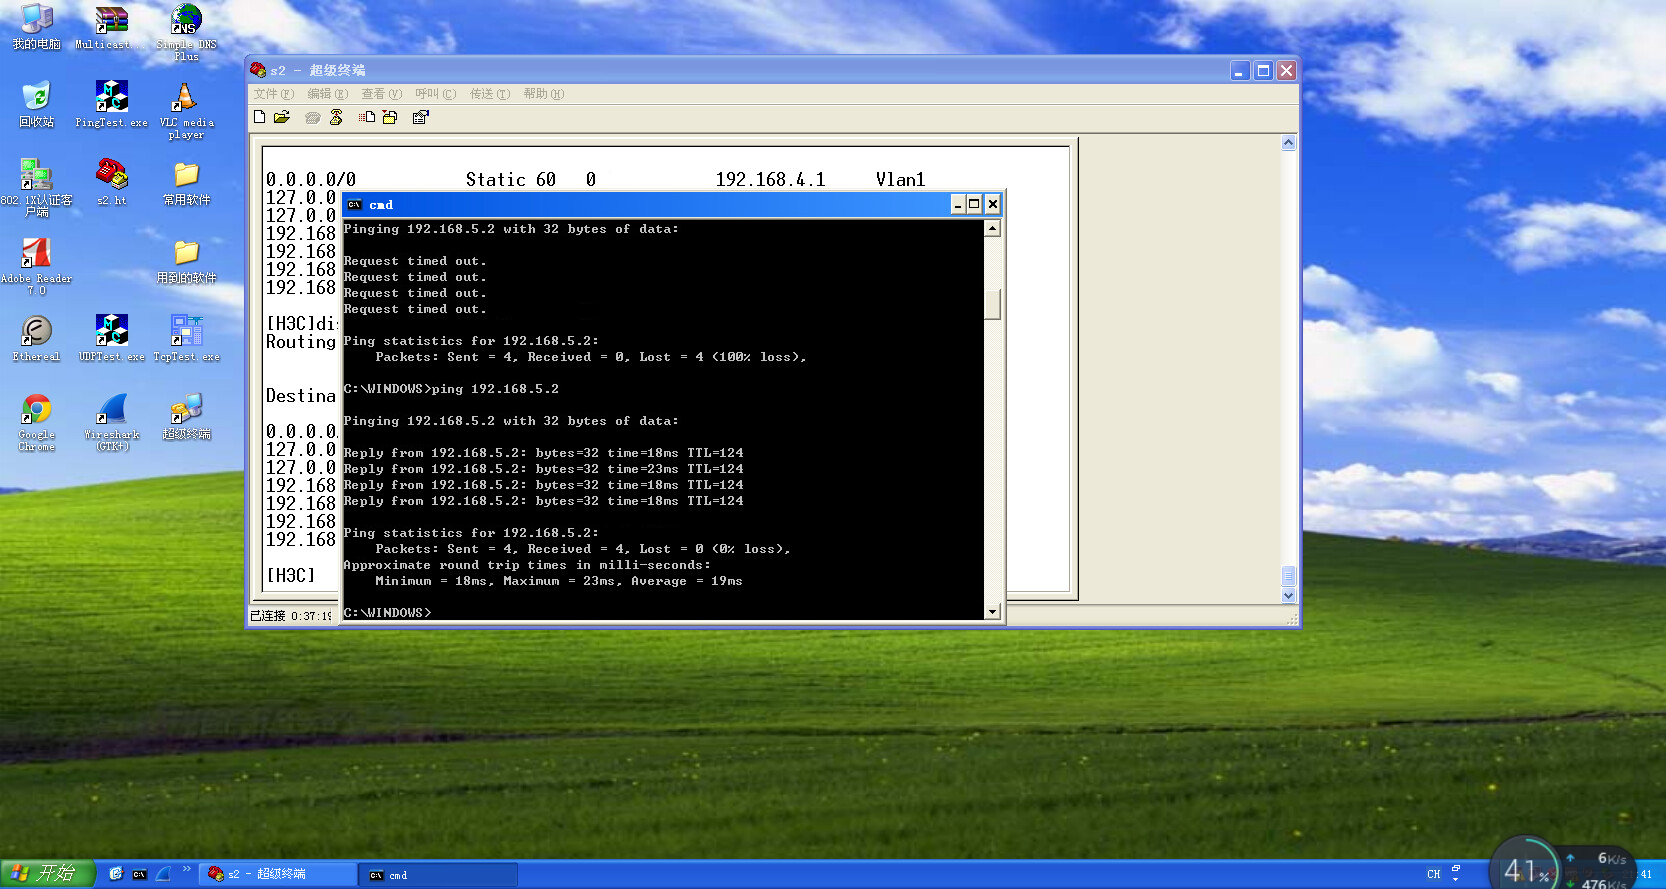 我的电脑
Multicast...
Simple DNS
Plus
回收站
PingTest.exe
VLC media
player
802.1X认证客
户端
s2.ht
常用软件
Adobe Reader
7.0
用到的软件
Ethereal
UDPTest.exe
TcpTest.exe
Google
Chrome
Wireshark
(GTK+)
超级终端
s2 - 超级终端
文件(F) 编辑(E) 查看(V) 呼叫(C) 传送(T) 帮助(H)
0.0.0.0/0 Static 60 0 192.168.4.1 Vlan1
127.0.0
127.0.0
192.168
192.168
192.168
192.168
[H3C]dis
Routing
Destina
0.0.0.0
127.0.0
127.0.0
192.168
192.168
192.168
192.168
[H3C]
已连接 0:37:19
cmd
Pinging 192.168.5.2 with 32 bytes of data:
Request timed out.
Request timed out.
Request timed out.
Request timed out.
Ping statistics for 192.168.5.2:
Packets: Sent = 4, Received = 0, Lost = 4 (100% loss),
C:\WINDOWS>ping 192.168.5.2
Pinging 192.168.5.2 with 32 bytes of data:
Reply from 192.168.5.2: bytes=32 time=18ms TTL=124
Reply from 192.168.5.2: bytes=32 time=23ms TTL=124
Reply from 192.168.5.2: bytes=32 time=18ms TTL=124
Reply from 192.168.5.2: bytes=32 time=18ms TTL=124
Ping statistics for 192.168.5.2:
Packets: Sent = 4, Received = 4, Lost = 0 (0% loss),
Approximate round trip times in milli-seconds:
Minimum = 18ms, Maximum = 23ms, Average = 19ms
C:\WINDOWS>
开始
s2 - 超级终端
cmd
CH
41%
6K/s
476K/s
:41